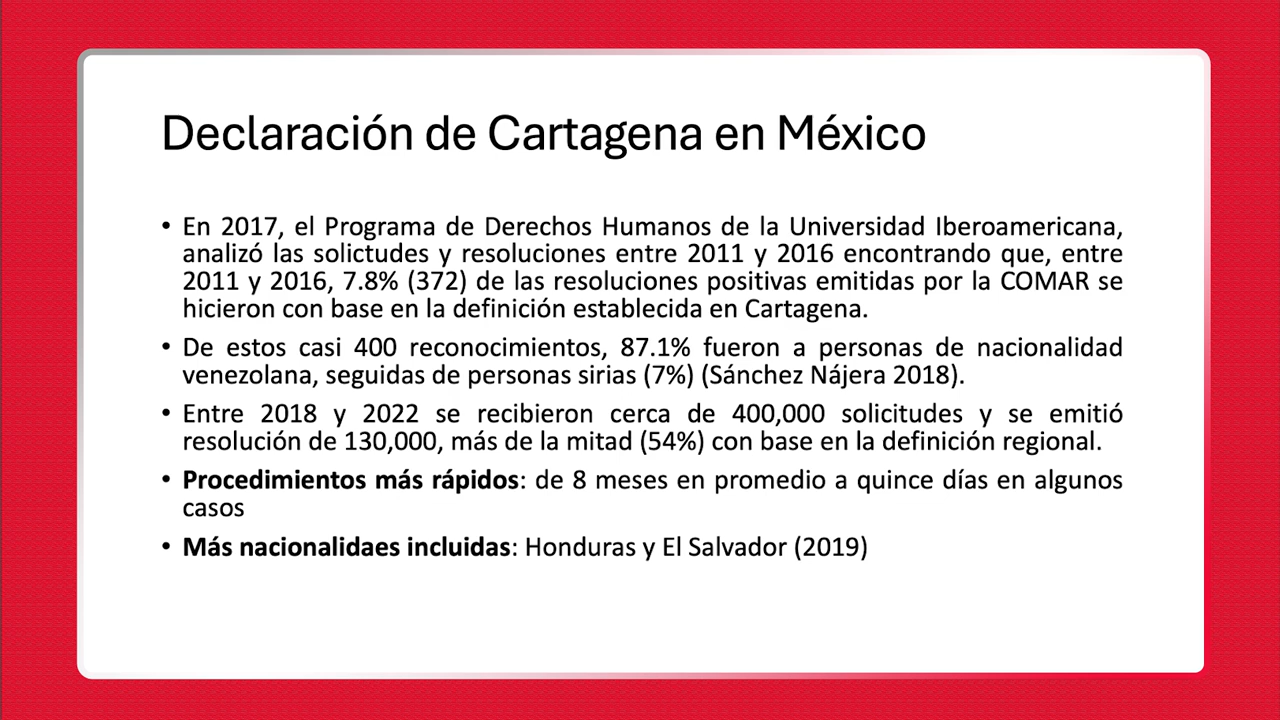 Declaración de Cartagena en México
• En 2017, el Programa de Derechos Humanos de la Universidad Iberoamericana,
analizó las solictudes y resoluciones entre 2011 y 2016 encontrando que, entre
2011 y 2016, 7.8% (372) de las resoluciones positivas emitidas por la COMAR se
hicieron con base en la definición establecida en Cartagena.
• De estos casi 400 reconocimientos, 87.1% fueron a personas de nacionalidad
venezolana, seguidas de personas sirias (7%) (Sánchez Nájera 2018).
• Entre 2018 y 2022 se recibieron cerca de 400,000 solicitudes y se emitió
resolución de 130,000, más de la mitad (54%) con base en la definición regional.
• Procedimientos más rápidos: de 8 meses en promedio a quince días en algunos
casos
• Más nacionalidaes incluidas: Honduras y El Salvador (2019)